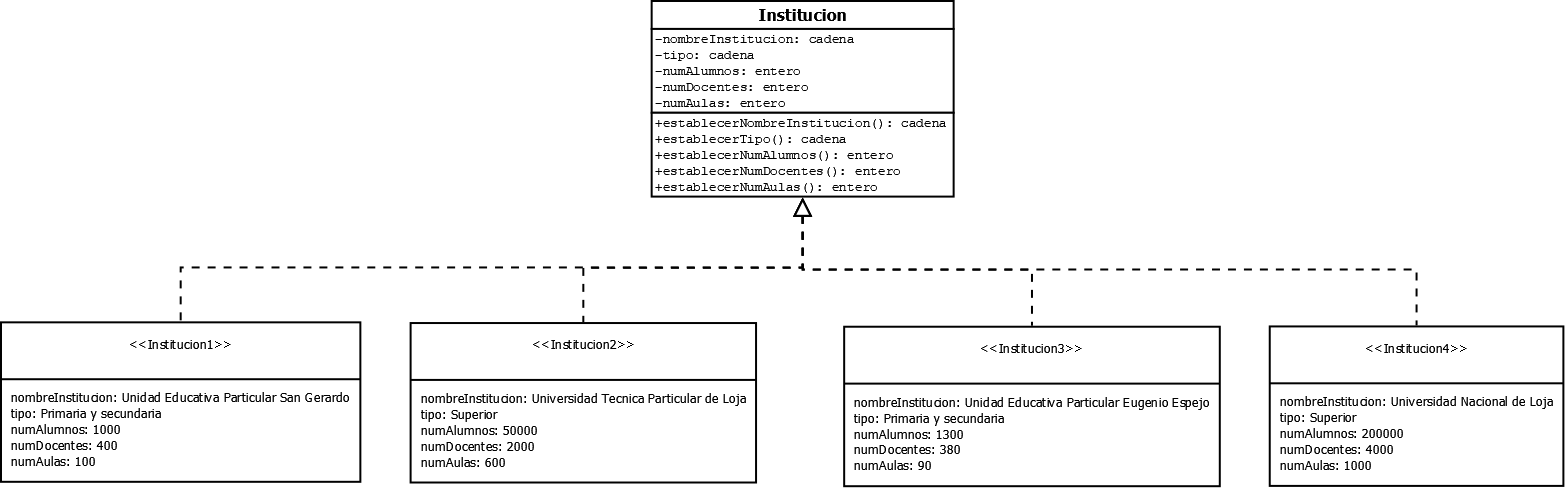 Institucion
-nombreInstitucion: cadena
-tipo: cadena
-numAlumnos: entero
-numDocentes: entero
-numAulas: entero
+establecerNombreInstitucion(): cadena
+establecerTipo(): cadena
+establecerNumAlumnos(): entero
+establecerNumDocentes(): entero
+establecerNumAulas(): entero
<<Institucion1>>
nombreInstitucion: Unidad Educativa Particular San Gerardo
tipo: Primaria y secundaria
numAlumnos: 1000
numDocentes: 400
numAulas: 100
<<Institucion2>>
nombreInstitucion: Universidad Tecnica Particular de Loja
tipo: Superior
numAlumnos: 50000
numDocentes: 2000
numAulas: 600
<<Institucion3>>
nombreInstitucion: Unidad Educativa Particular Eugenio Espejo
tipo: Primaria y secundaria
numAlumnos: 1300
numDocentes: 380
numAulas: 90
<<Institucion4>>
nombreInstitucion: Universidad Nacional de Loja
tipo: Superior
numAlumnos: 200000
numDocentes: 4000
numAulas: 1000